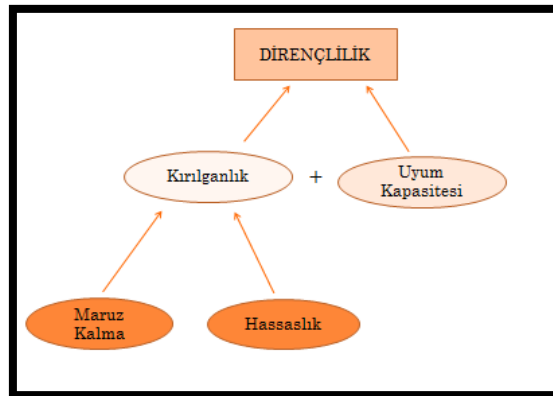 DİRENÇLİLİK
Kırılganlık
+
Uyum
Kapasitesi
Maruz
Kalma
Hassaslık